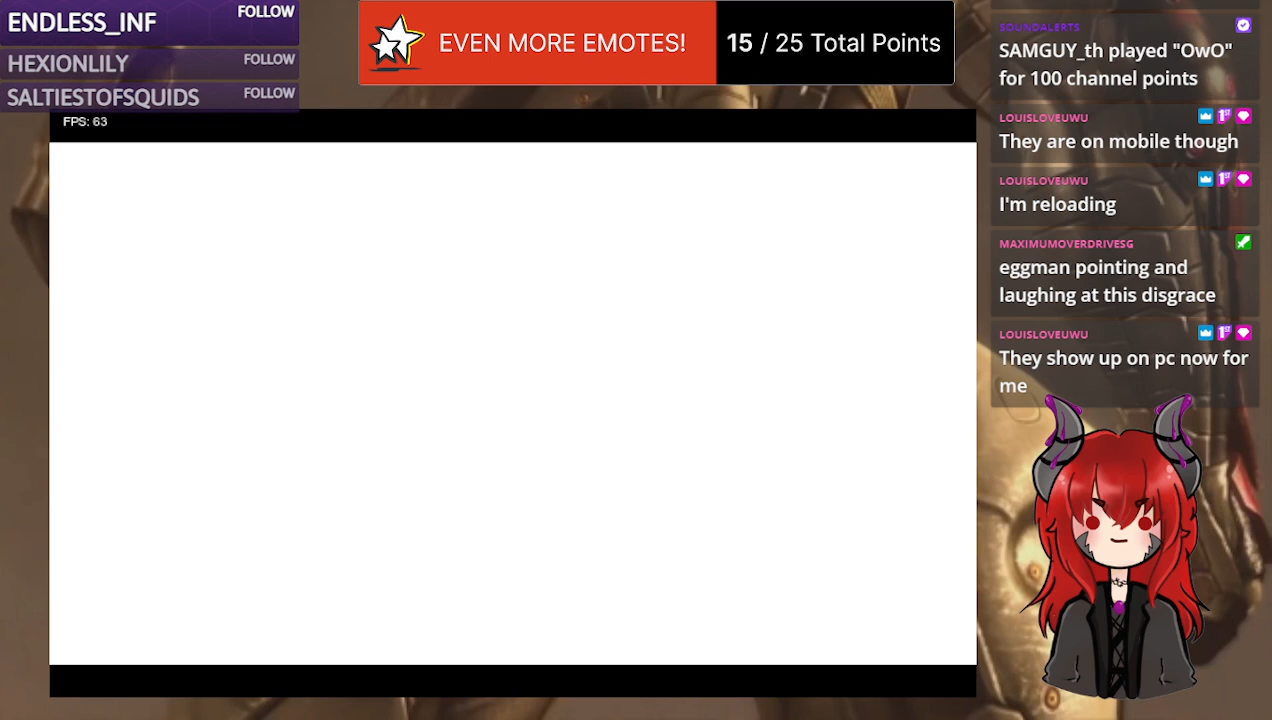 ENDLESS_INF FOLLOW
HEXIONLILY FOLLOW
SALTIESTOFSQUIDS FOLLOW
EVEN MORE EMOTES! 15 / 25 Total Points
FPS: 63
SOUNDALERTS
SAMGUY_th played "OwO"
for 100 channel points
LOUISLOVEUWU
They are on mobile though
LOUISLOVEUWU
I'm reloading
MAXIMUMOVERDRIVESG
eggman pointing and
laughing at this disgrace
LOUISLOVEUWU
They show up on pc now for
me